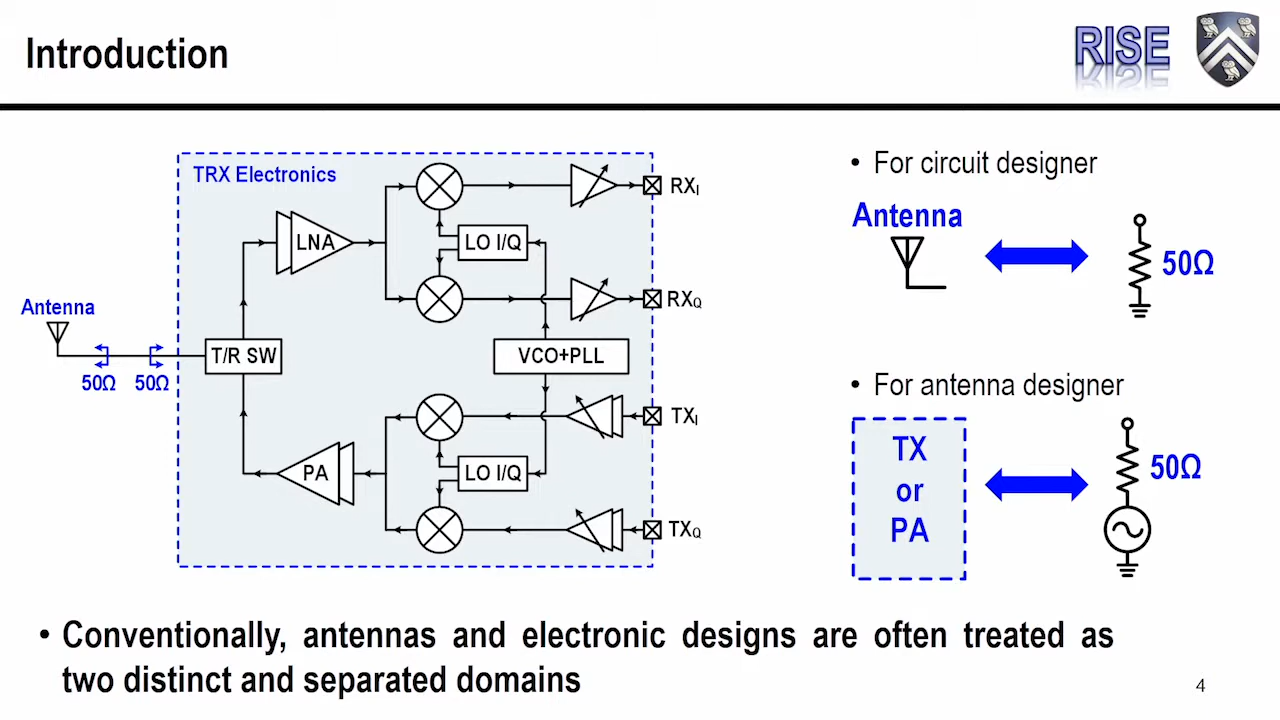 Introduction
RISE
TRX Electronics
RXI
LNA
LO I/Q
Antenna
RXQ
T/R SW
VCO+PLL
50Ω 50Ω
TXI
PA
LO I/Q
TXQ
• For circuit designer
Antenna
50Ω
• For antenna designer
TX
or
PA
50Ω
• Conventionally, antennas and electronic designs are often treated as
two distinct and separated domains
4